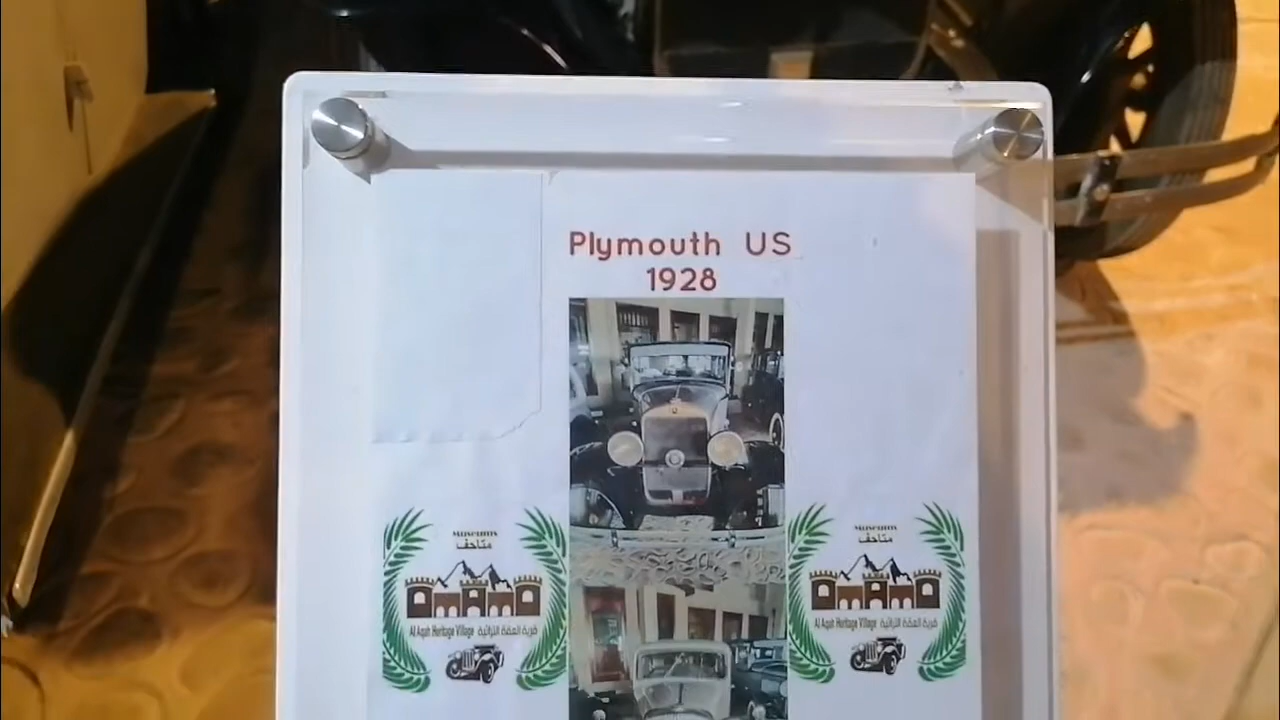 Plymouth US
1928
Museums
متاحف
Al Aqah Heritage Village قرية العقة التراثية
Museums
متاحف
Al Aqah Heritage Village قرية العقة التراثية